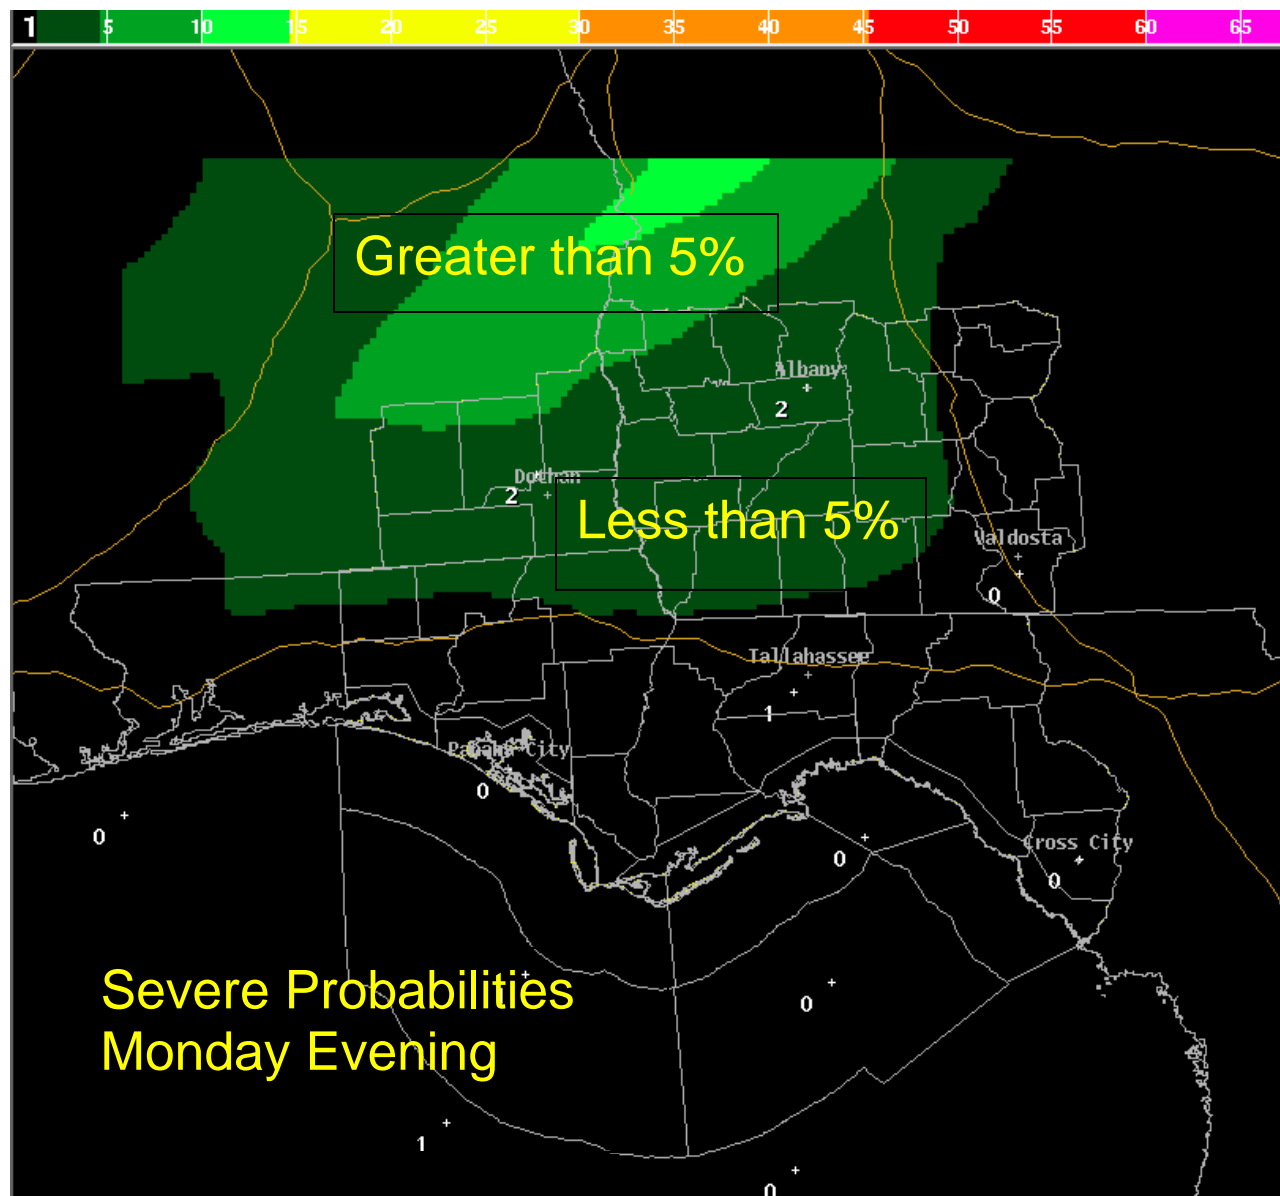 1 5 10 15 20 25 30 35 40 45 50 55 60 65
Greater than 5%
Albany
2
Dothan
2
Less than 5%
Valdosta
0
Tallahassee
1
Panama City
0
0
Cross City
0
0
Severe Probabilities
Monday Evening
0
1
0